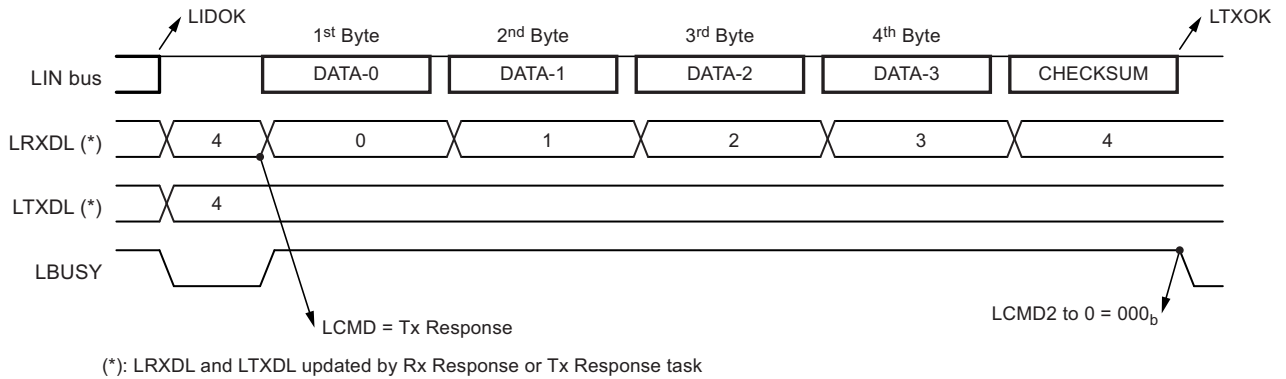 LIDOK
LTXOK
1st Byte 2nd Byte 3rd Byte 4th Byte
LIN bus DATA-0 DATA-1 DATA-2 DATA-3 CHECKSUM
LRXDL (*) 4 0 1 2 3 4
LTXDL (*) 4
LBUSY
LCMD = Tx Response
LCMD2 to 0 = 000b
(*): LRXDL and LTXDL updated by Rx Response or Tx Response task